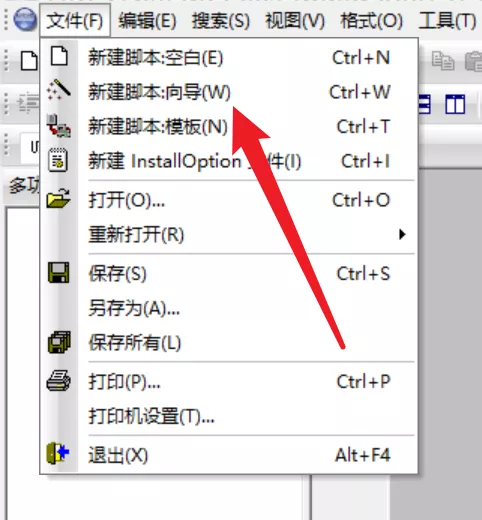 文件(F) 编辑(E) 搜索(S) 视图(V) 格式(O) 工具(T)
新建脚本:空白(E) Ctrl+N
新建脚本:向导(W) Ctrl+W
新建脚本:模板(N) Ctrl+T
新建 InstallOption 件(I) Ctrl+I
多功
打开(O)... Ctrl+O
重新打开(R)
保存(S) Ctrl+S
另存为(A)...
保存所有(L)
打印(P)... Ctrl+P
打印机设置(T)...
退出(X) Alt+F4